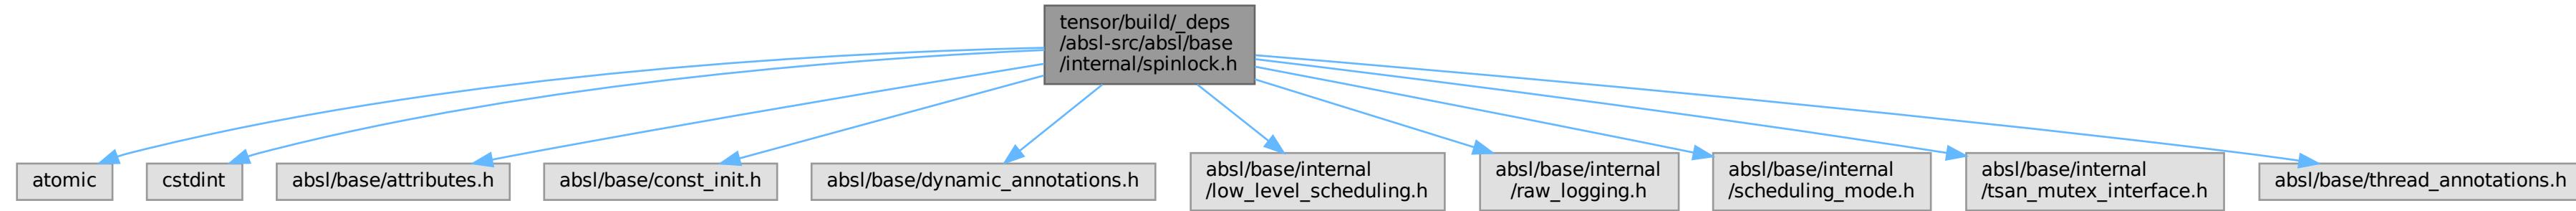 tensor/build/_deps
/absl-src/absl/base
/internal/spinlock.h
atomic
cstdint
absl/base/attributes.h
absl/base/const_init.h
absl/base/dynamic_annotations.h
absl/base/internal
/low_level_scheduling.h
absl/base/internal
/raw_logging.h
absl/base/internal
/scheduling_mode.h
absl/base/internal
/tsan_mutex_interface.h
absl/base/thread_annotations.h